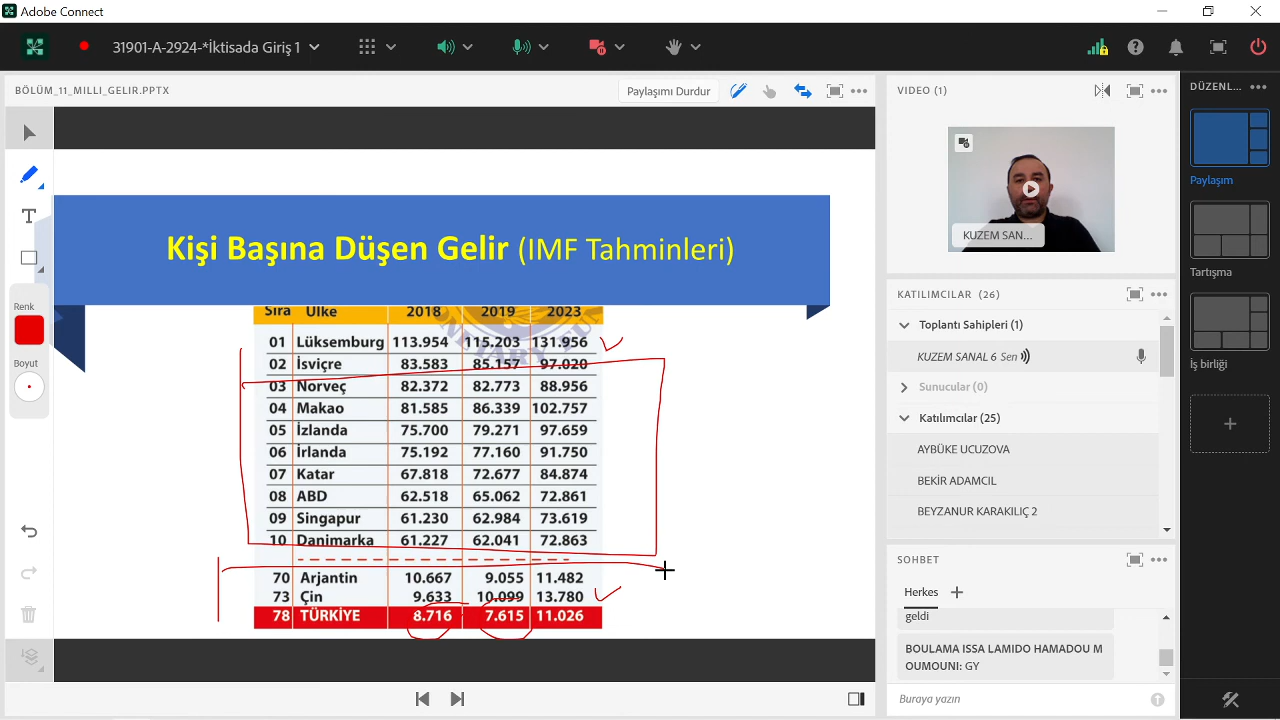 Adobe Connect
31901-A-2924-*İktisada Giriş 1
BÖLÜM_11_MILLI_GELIR.PPTX
Paylaşımı Durdur
Renk
Boyut
Kişi Başına Düşen Gelir (IMF Tahminleri)
Sıra Ülke 2018 2019 2023
01 Lüksemburg 113.954 115.203 131.956
02 İsviçre 83.583 85.157 97.020
03 Norveç 82.372 82.773 88.956
04 Makao 81.585 86.339 102.757
05 İzlanda 75.700 79.271 97.659
06 İrlanda 75.192 77.160 91.750
07 Katar 67.818 72.677 84.874
08 ABD 62.518 65.062 72.861
09 Singapur 61.230 62.984 73.619
10 Danimarka 61.227 62.041 72.863
70 Arjantin 10.667 9.055 11.482
73 Çin 9.633 10.099 13.780
78 TÜRKİYE 8.716 7.615 11.026
VIDEO (1)
KUZEM SAN...
KATILIMCILAR (26)
Toplantı Sahipleri (1)
KUZEM SANAL 6 Sen
Sunucular (0)
Katılımcılar (25)
AYBÜKE UCUZOVA
BEKİR ADAMCIL
BEYZANUR KARAKILIÇ 2
SOHBET
Herkes
geldi
BOULAMA ISSA LAMIDO HAMADOU M
OUMOUNI: GY
Buraya yazın
DÜZENL...
Paylaşım
Tartışma
İş birliği